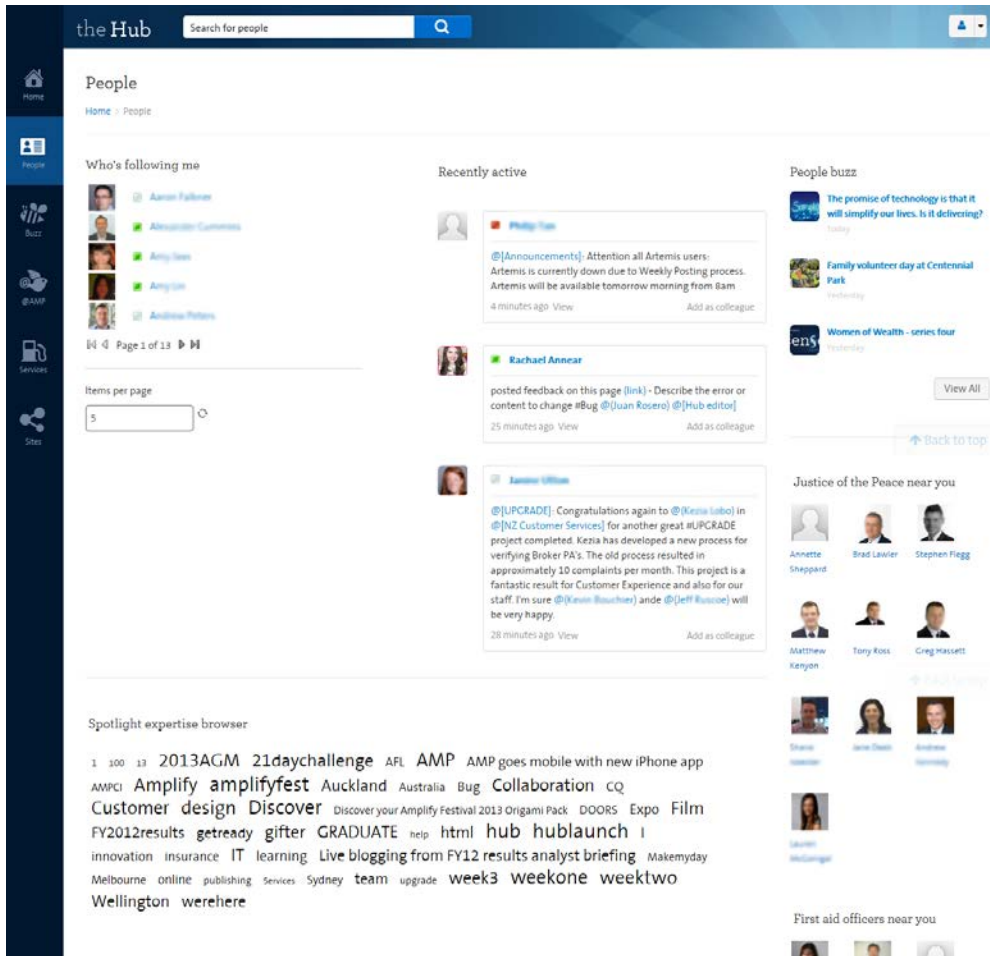 the Hub
Search for people
Home
People
Buzz
@AMP
Services
Sites
People
Home > People
Who's following me
Page 1 of 13
Items per page
5
Recently active
@[Announcements]: Attention all Artemis users:
Artemis is currently down due to Weekly Posting process.
Artemis will be available tomorrow morning from 8am
4 minutes ago View
Add as colleague
Rachael Annear
posted feedback on this page (link) - Describe the error or
content to change #Bug @(Juan Rosero) @[Hub editor]
25 minutes ago View
Add as colleague
@[UPGRADE]: Congratulations again to @ in
@[NZ Customer Services] for another great #UPGRADE
project completed. Kezia has developed a new process for
verifying Broker PA's. The old process resulted in
approximately 10 complaints per month. This project is a
fantastic result for Customer Experience and also for our
staff. I'm sure @ ande @ will
be very happy.
28 minutes ago View
Add as colleague
People buzz
The promise of technology is that it
will simplify our lives. Is it delivering?
Today
Family volunteer day at Centennial
Park
Yesterday
Women of Wealth - series four
Yesterday
View All
Back to top
Justice of the Peace near you
Annette
Sheppard
Brad Lawler
Stephen Flegg
Matthew
Kenyon
Tony Ross
Greg Hassett
Spotlight expertise browser
1 100 13 2013AGM 21daychallenge AFL AMP AMP goes mobile with new iPhone app
AMPCI Amplify amplifyfest Auckland Australia Bug Collaboration CQ
Customer design Discover Discover your Amplify Festival 2013 Origami Pack DOORS Expo Film
FY2012results getready gifter GRADUATE help html hub hublaunch I
innovation insurance IT learning Live blogging from FY12 results analyst briefing Makemyday
Melbourne online publishing Services Sydney team upgrade week3 weekone weektwo
Wellington werehere
First aid officers near you